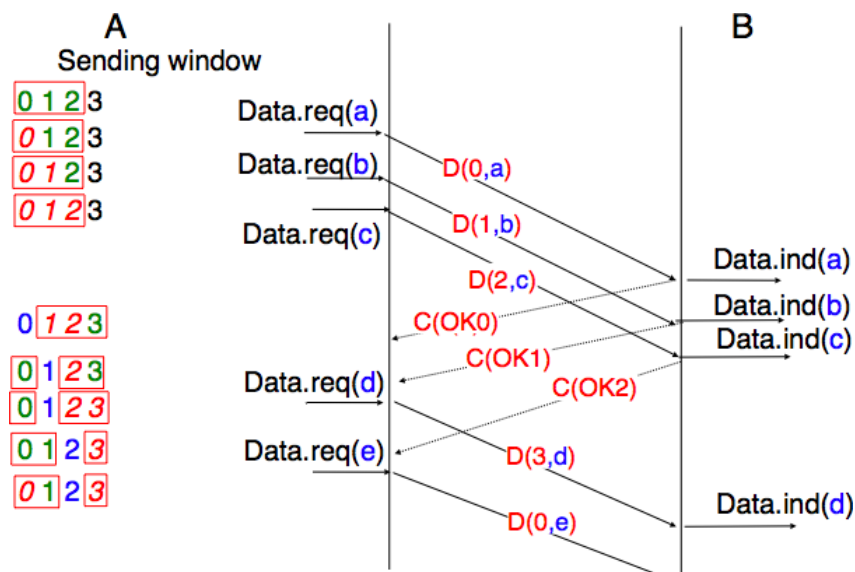 A
B
Sending window
0 1 2 3
Data.req(a)
0 1 2 3
Data.req(b)
D(0,a)
0 1 2 3
0 1 2 3
Data.req(c)
D(1,b)
D(2,c)
Data.ind(a)
Data.ind(b)
0 1 2 3
C(OK0)
Data.ind(c)
C(OK1)
0 1 2 3
Data.req(d)
C(OK2)
0 1 2 3
0 1 2 3
Data.req(e)
D(3,d)
0 1 2 3
Data.ind(d)
D(0,e)